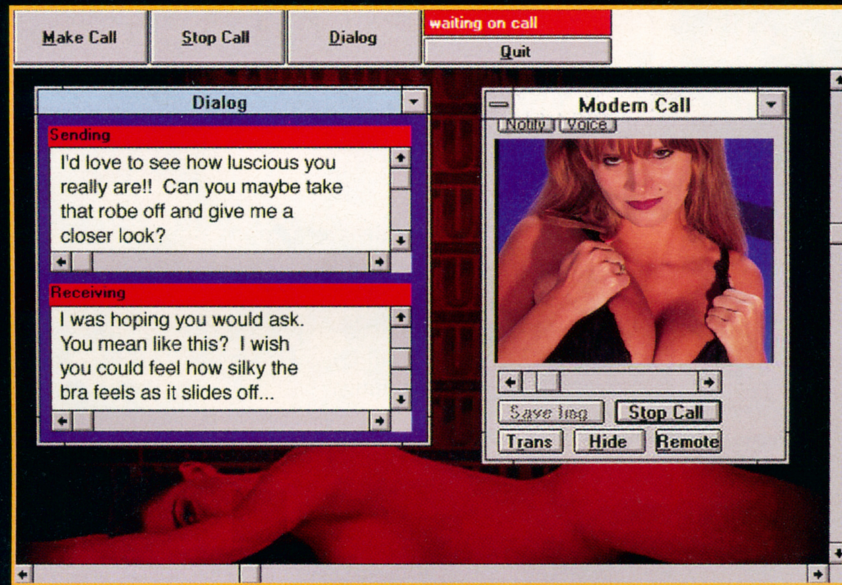 Make Call
Stop Call
Dialog
waiting on call
Quit
Dialog
Sending
I'd love to see how luscious you
really are!! Can you maybe take
that robe off and give me a
closer look?
Receiving
I was hoping you would ask.
You mean like this? I wish
you could feel how silky the
bra feels as it slides off...
Modem Call
Notify
Voice
Save Img
Stop Call
Trans
Hide
Remote